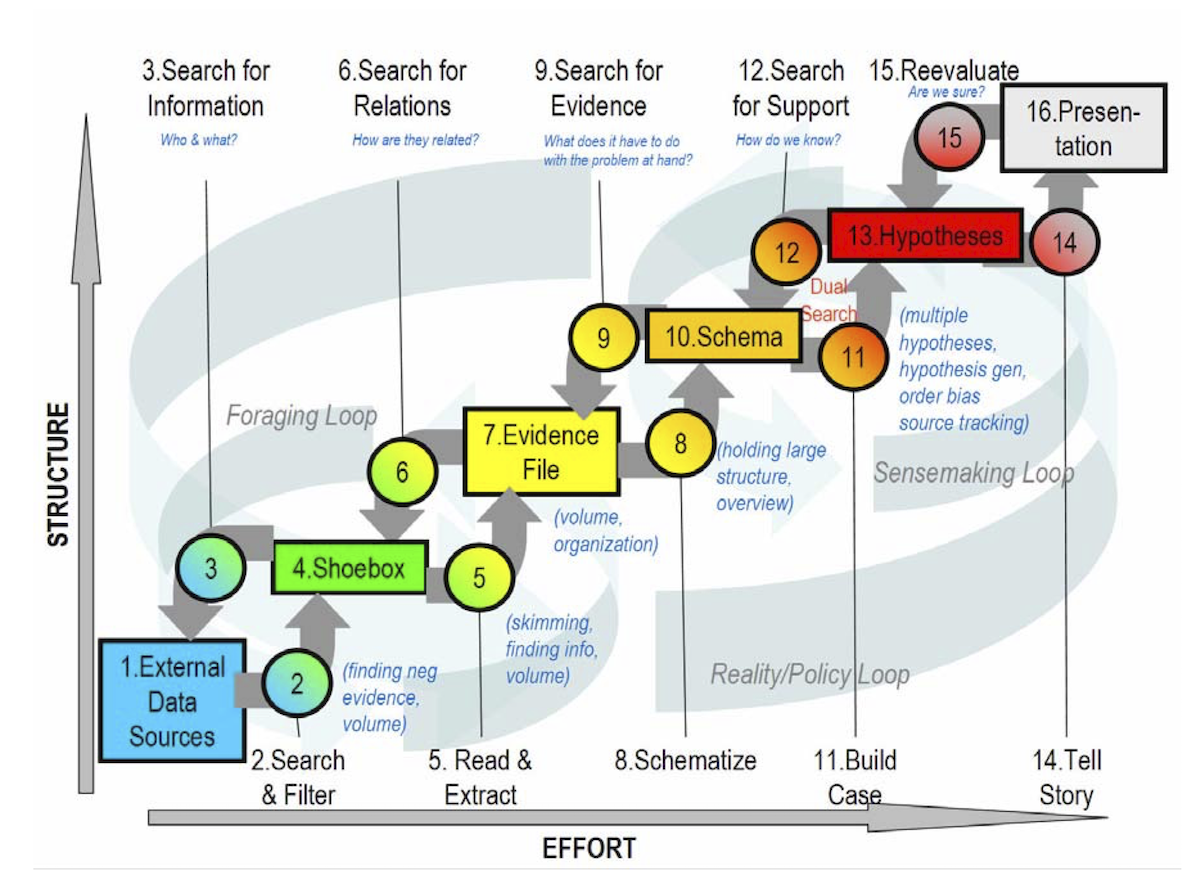 3.Search for
Information
Who & what?
6.Search for
Relations
How are they related?
9.Search for
Evidence
What does it have to do
with the problem at hand?
12.Search
for Support
How do we know?
15.Reevaluate
Are we sure?
16.Presen-
tation
15
13.Hypotheses
14
12
Dual
Search
11
(multiple
hypotheses,
hypothesis gen,
order bias
source tracking)
10.Schema
9
8
(holding large
structure,
overview)
Foraging Loop
7.Evidence
File
6
(volume,
organization)
Sensemaking Loop
STRUCTURE
3
4.Shoebox
5
(skimming,
finding info,
volume)
1.External
Data
Sources
2
(finding neg
evidence,
volume)
Reality/Policy Loop
2.Search
& Filter
5. Read &
Extract
8.Schematize
11.Build
Case
14.Tell
Story
EFFORT